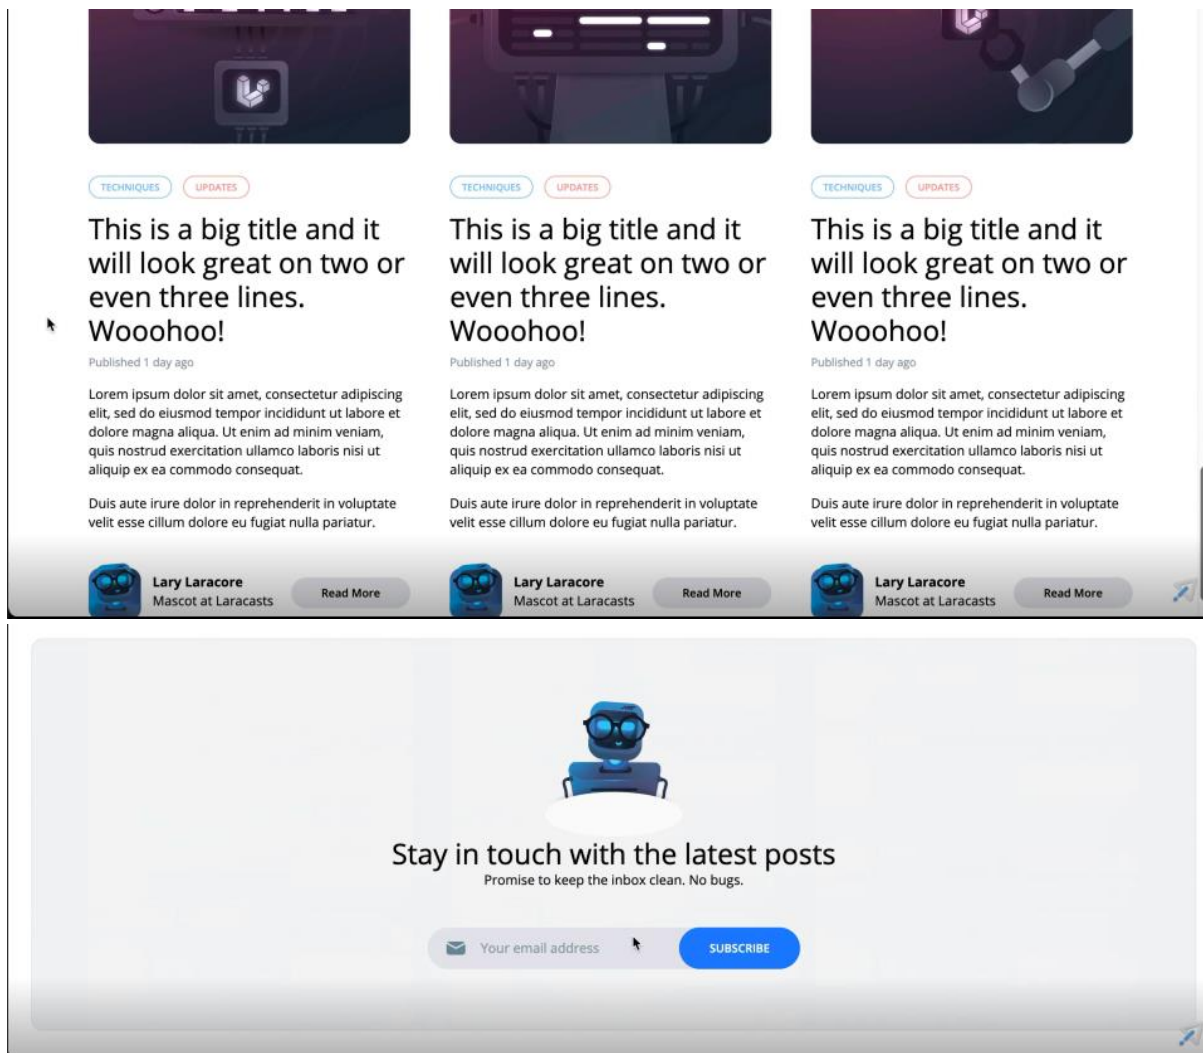 TECHNIQUES UPDATES
This is a big title and it
will look great on two or
even three lines.
Wooohoo!
Published 1 day ago
Lorem ipsum dolor sit amet, consectetur adipiscing
elit, sed do eiusmod tempor incididunt ut labore et
dolore magna aliqua. Ut enim ad minim veniam,
quis nostrud exercitation ullamco laboris nisi ut
aliquip ex ea commodo consequat.
Duis aute irure dolor in reprehenderit in voluptate
velit esse cillum dolore eu fugiat nulla pariatur.
Lary Laracore
Mascot at Laracasts
Read More
TECHNIQUES UPDATES
This is a big title and it
will look great on two or
even three lines.
Wooohoo!
Published 1 day ago
Lorem ipsum dolor sit amet, consectetur adipiscing
elit, sed do eiusmod tempor incididunt ut labore et
dolore magna aliqua. Ut enim ad minim veniam,
quis nostrud exercitation ullamco laboris nisi ut
aliquip ex ea commodo consequat.
Duis aute irure dolor in reprehenderit in voluptate
velit esse cillum dolore eu fugiat nulla pariatur.
Lary Laracore
Mascot at Laracasts
Read More
TECHNIQUES UPDATES
This is a big title and it
will look great on two or
even three lines.
Wooohoo!
Published 1 day ago
Lorem ipsum dolor sit amet, consectetur adipiscing
elit, sed do eiusmod tempor incididunt ut labore et
dolore magna aliqua. Ut enim ad minim veniam,
quis nostrud exercitation ullamco laboris nisi ut
aliquip ex ea commodo consequat.
Duis aute irure dolor in reprehenderit in voluptate
velit esse cillum dolore eu fugiat nulla pariatur.
Lary Laracore
Mascot at Laracasts
Read More
Stay in touch with the latest posts
Promise to keep the inbox clean. No bugs.
Your email address
SUBSCRIBE